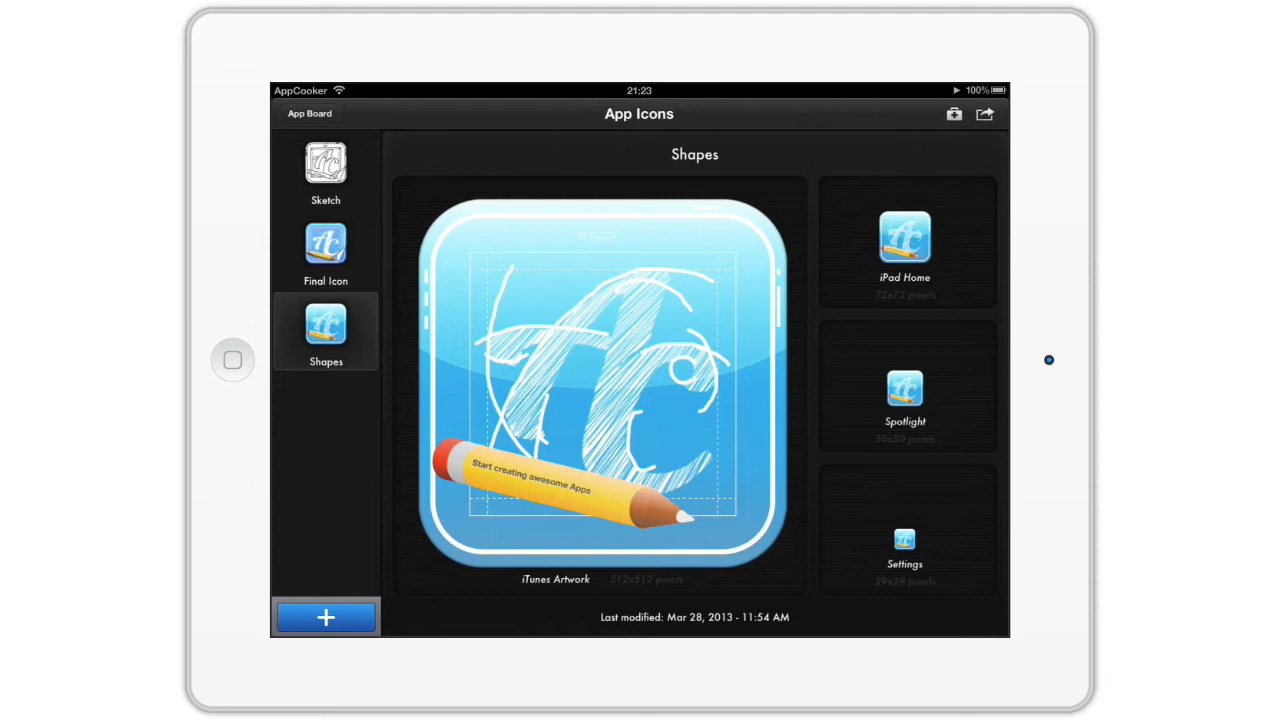 AppCooker
21:23
100%
App Board
App Icons
Sketch
Final Icon
Shapes
Shapes
AC
Start creating awesome Apps
iTunes Artwork 512x512 points
iPad Home
72x72 points
Spotlight
50x50 points
Settings
29x29 points
+
Last modified: Mar 28, 2013 - 11:54 AM